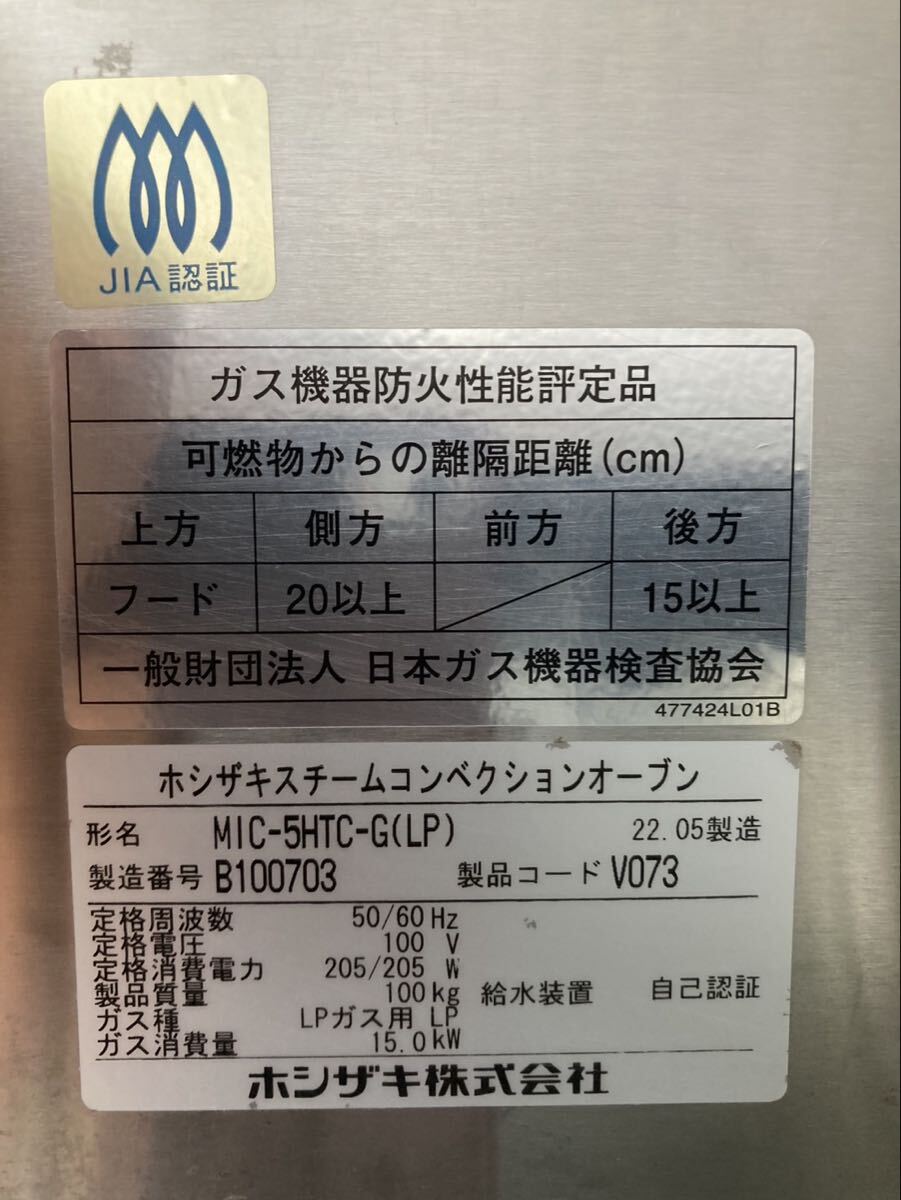 JIA認証
ガス機器防火性能評定品
可燃物からの離隔距離(cm)
上方 側方 前方 後方
フード 20以上 15以上
一般財団法人 日本ガス機器検査協会
477424L01B
ホシザキスチームコンベクションオーブン
形名 MIC-5HTC-G(LP) 22.05製造
製造番号 B100703 製品コード V073
定格周波数 50/60 Hz
定格電圧 100 V
定格消費電力 205/205 W
製品質量 100kg 給水装置 自己認証
ガス種 LPガス用 LP
ガス消費量 15.0kW
ホシザキ株式会社